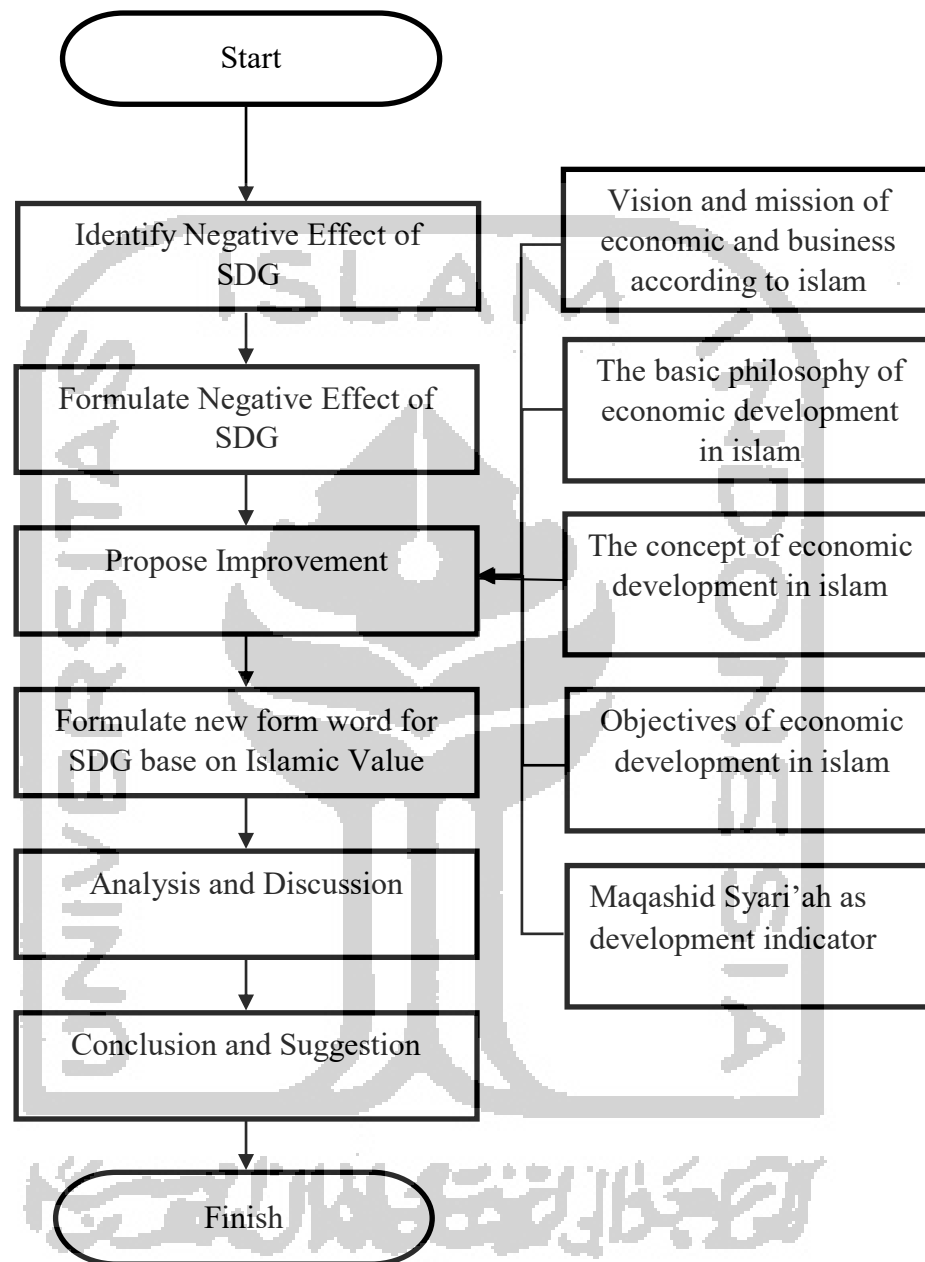 Start
Identify Negative Effect of
SDG
Formulate Negative Effect of
SDG
Propose Improvement
Formulate new form word for
SDG base on Islamic Value
Analysis and Discussion
Conclusion and Suggestion
Finish
Vision and mission of
economic and business
according to islam
The basic philosophy of
economic development
in islam
The concept of economic
development in islam
Objectives of economic
development in islam
Maqashid Syari’ah as
development indicator
UNIVERSITAS
ISLAM
INDONESIA